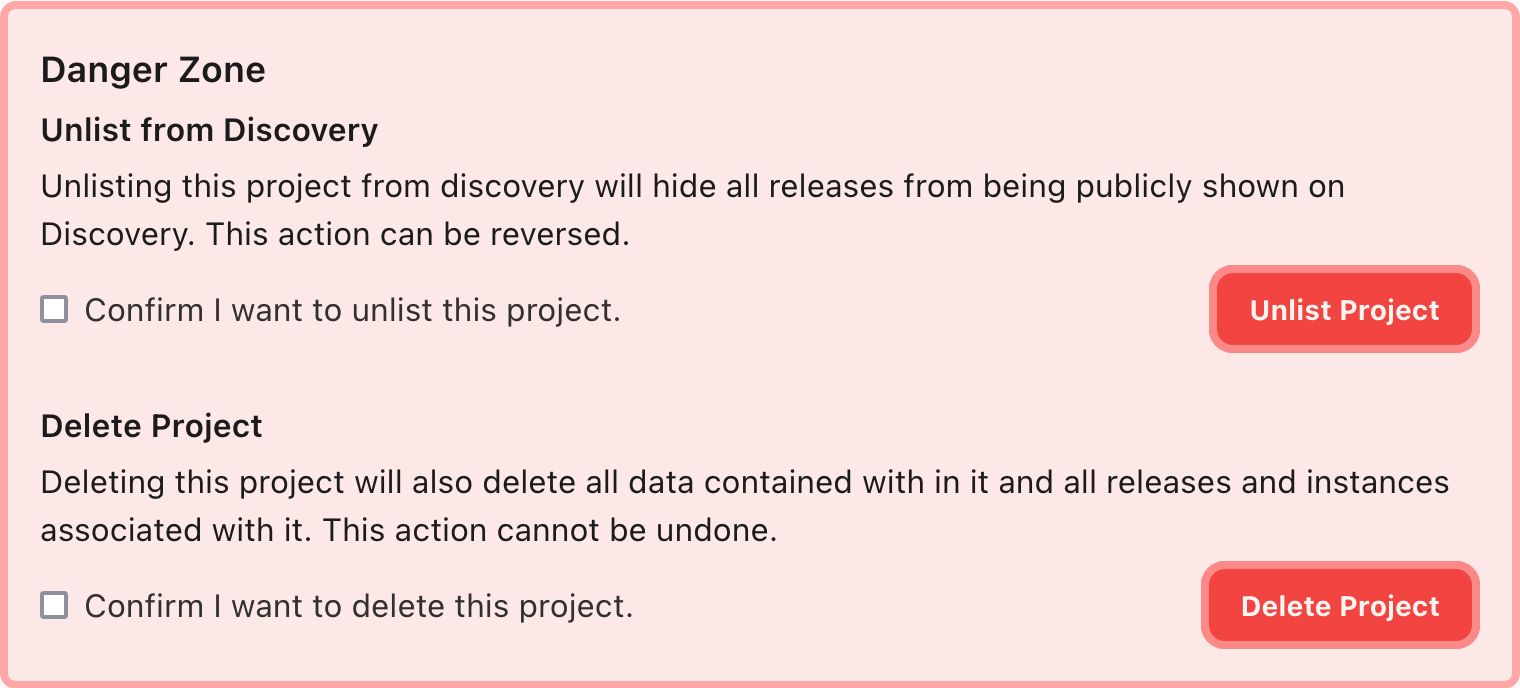 Danger Zone
Unlist from Discovery
Unlisting this project from discovery will hide all releases from being publicly shown on
Discovery. This action can be reversed.
Confirm I want to unlist this project.
Unlist Project
Delete Project
Deleting this project will also delete all data contained with in it and all releases and instances
associated with it. This action cannot be undone.
Confirm I want to delete this project.
Delete Project